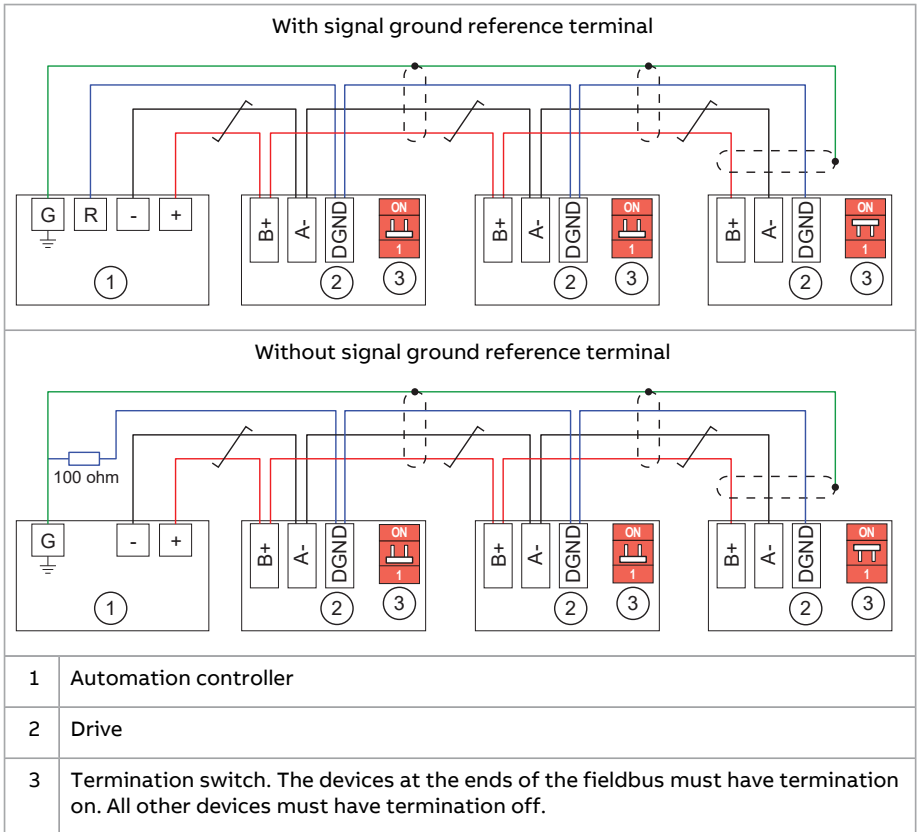 With signal ground reference terminal
G R - + B+ A- DGND ON 1 B+ A- DGND ON 1 B+ A- DGND ON 1
1 2 3 2 3 2 3
Without signal ground reference terminal
100 ohm
G - + B+ A- DGND ON 1 B+ A- DGND ON 1 B+ A- DGND ON 1
1 2 3 2 3 2 3
1 Automation controller
2 Drive
3 Termination switch. The devices at the ends of the fieldbus must have termination
on. All other devices must have termination off.